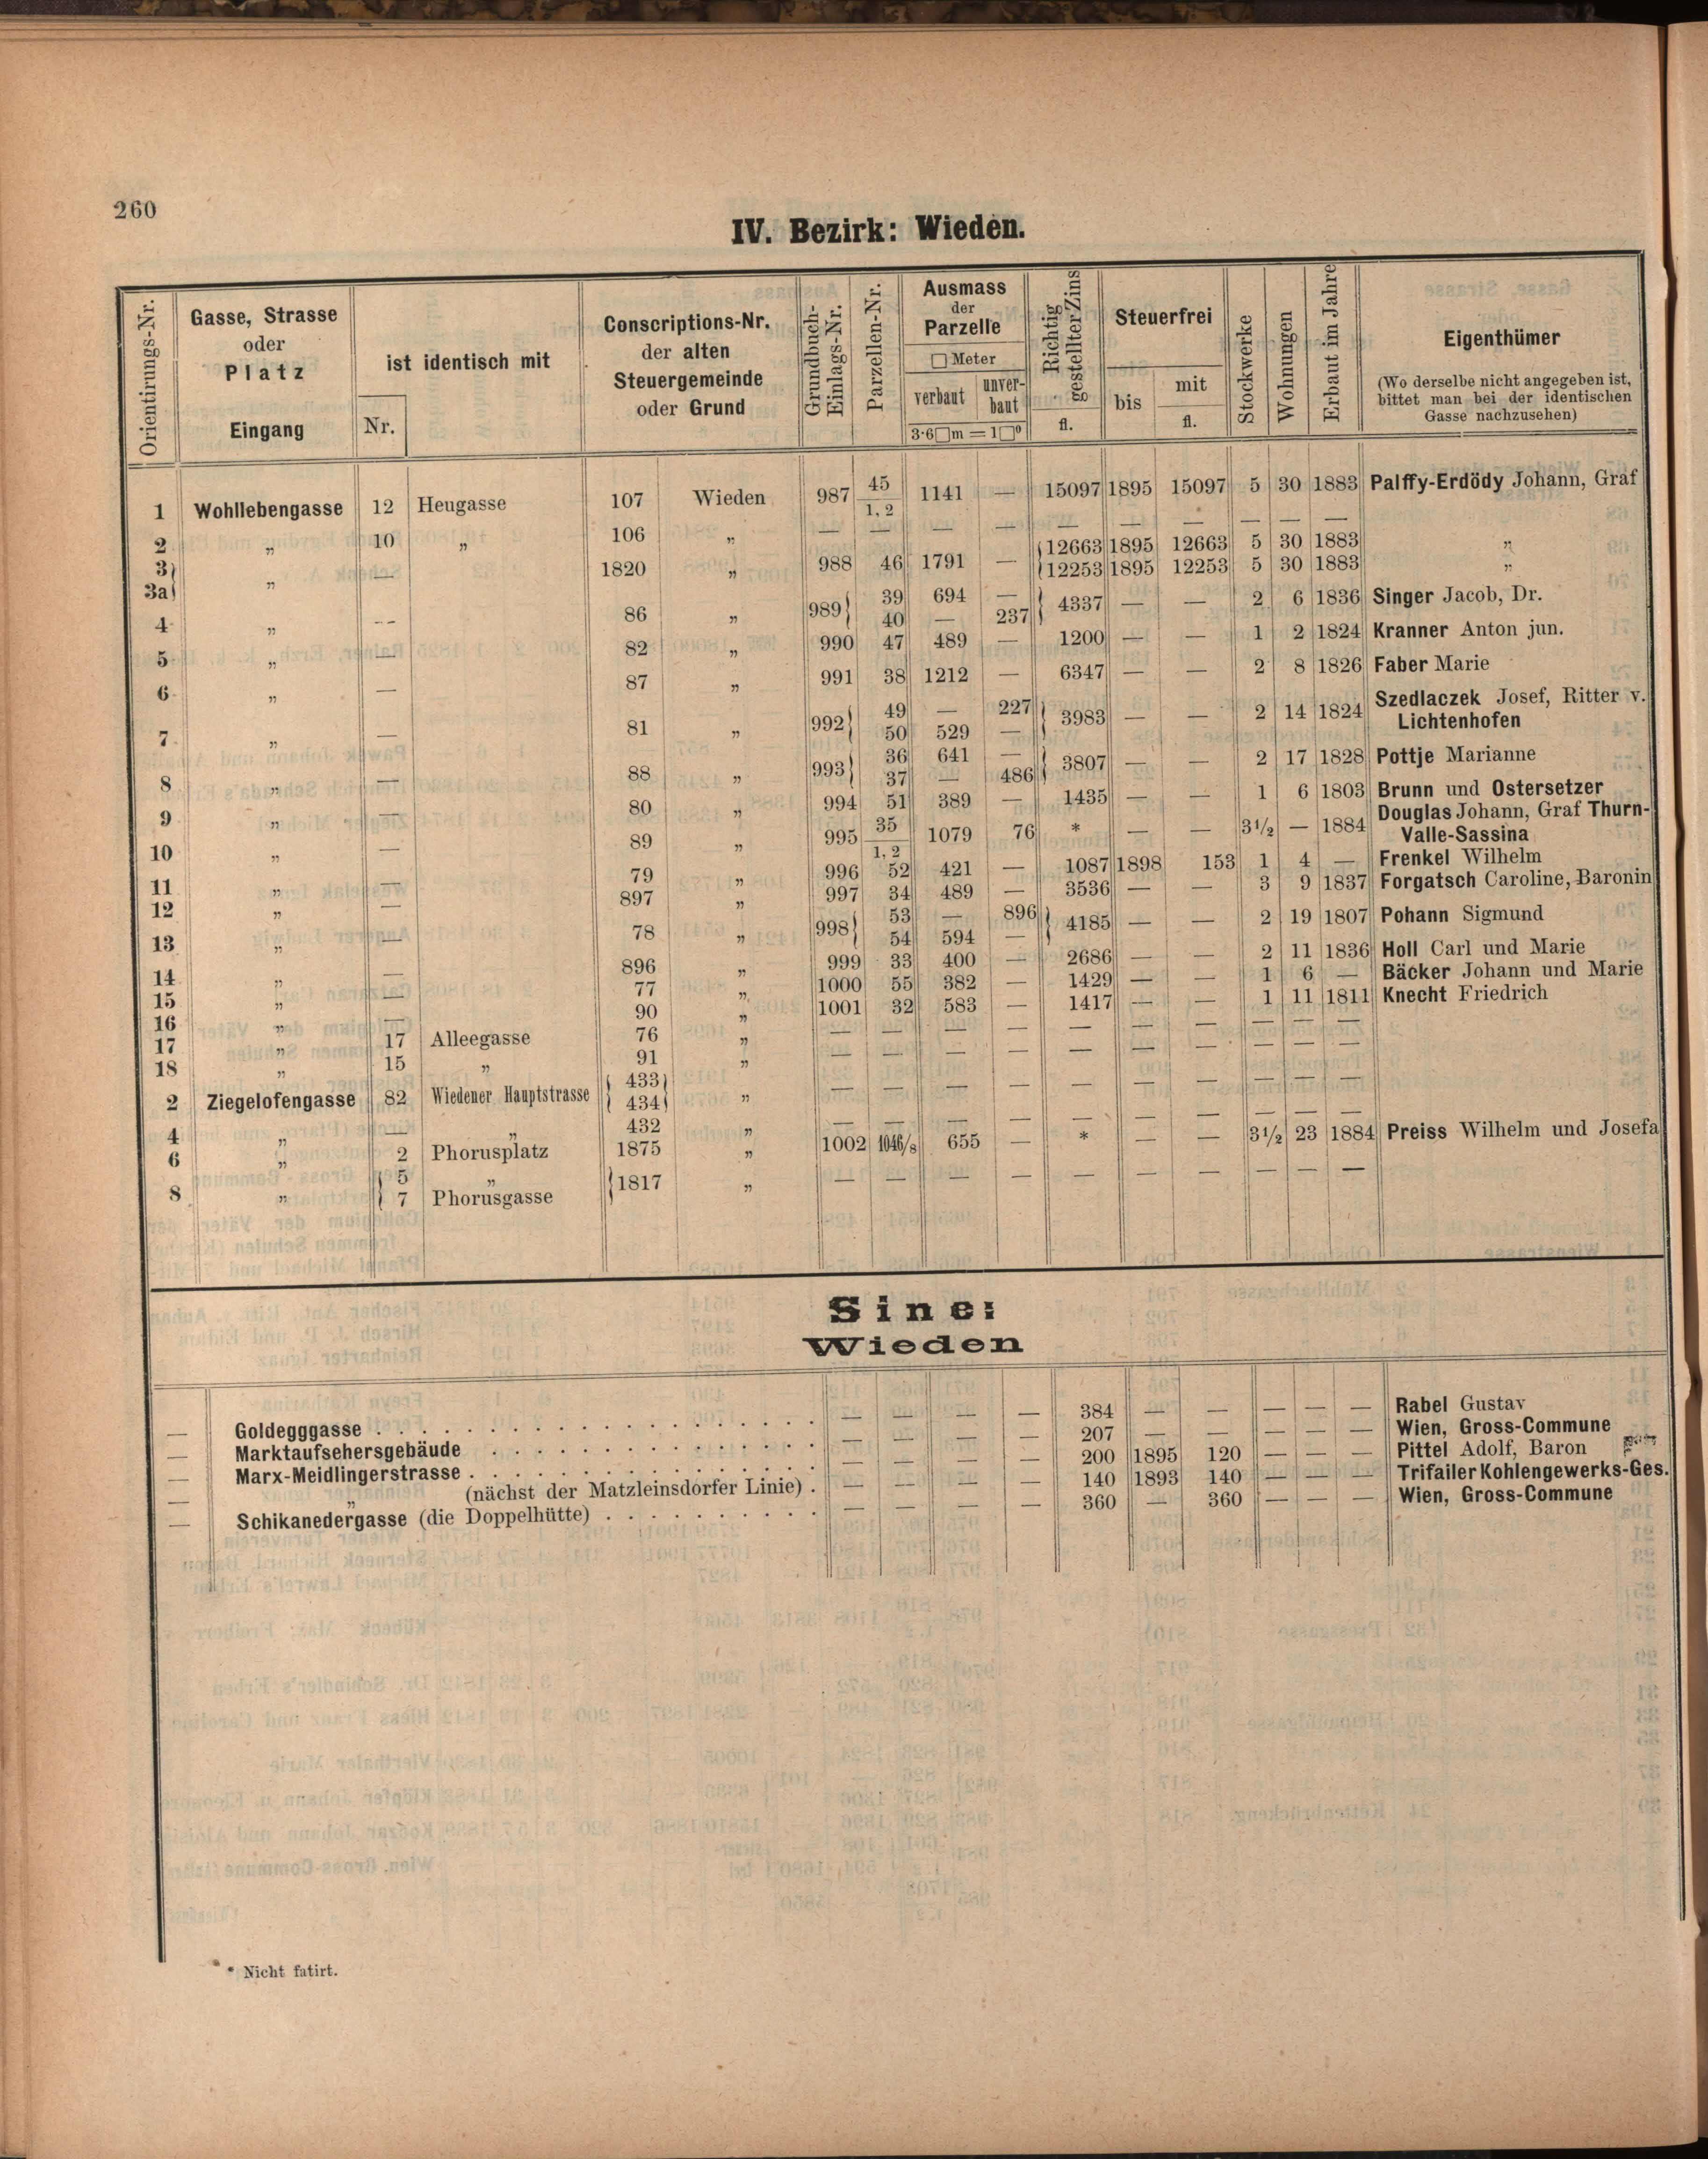 260
IV. Bezirk: Wieden.
Orientirungs-Nr.
Gasse, Strasse
oder
Platz
Eingang
ist identisch mit
Nr.
Conscriptions-Nr.
der alten
Steuergemeinde
oder Grund
Grundbuch-
Einlags-Nr.
Parzellen-Nr.
Ausmass
der
Parzelle
□ Meter
verbaut
unver-
baut
3·6□m = 1□°
Richtig
gestellter Zins
fl.
Steuerfrei
bis
mit
fl.
Stockwerke
Wohnungen
Erbaut im Jahre
Eigenthümer
(Wo derselbe nicht angegeben ist,
bittet man bei der identischen
Gasse nachzusehen)
1 Wohllebengasse 12 Heugasse 107 Wieden 987 45/1, 2 1141 — 15097 1895 15097 5 30 1883 Palffy-Erdödy Johann, Graf
2 „ 10 „ 106 „ — — — — — — — — — —
3 } „ — 1820 „ 988 46 1791 — { 12663 1895 12663 5 30 1883 „
3a } { 12253 1895 12253 5 30 1883 „
4 „ — 86 „ 989 } 39 694 — } 4337 — — 2 6 1836 Singer Jacob, Dr.
40 — 237
5 „ — 82 „ 990 47 489 — 1200 — — 1 2 1824 Kranner Anton jun.
6 „ — 87 „ 991 38 1212 — 6347 — — 2 8 1826 Faber Marie
7 „ — 81 „ 992 } 49 — 227 } 3983 — — 2 14 1824 Szedlaczek Josef, Ritter v.
50 529 — Lichtenhofen
8 „ — 88 „ 993 } 36 641 — } 3807 — — 2 17 1828 Pottje Marianne
37 — 486
9 „ — 80 „ 994 51 389 — 1435 — — 1 6 1803 Brunn und Ostersetzer
10 „ — 89 „ 995 35/1, 2 1079 76 * — — 3½ — 1884 Douglas Johann, Graf Thurn-
Valle-Sassina
11 „ — 79 „ 996 52 421 — 1087 1898 153 1 4 — Frenkel Wilhelm
12 „ — 897 „ 997 34 489 — 3536 — — 3 9 1837 Forgatsch Caroline, Baronin
13 „ — 78 „ 998 } 53 — 896 } 4185 — — 2 19 1807 Pohann Sigmund
54 594 —
14 „ — 896 „ 999 33 400 — 2686 — — 2 11 1836 Holl Carl und Marie
15 „ — 77 „ 1000 55 382 — 1429 — — 1 6 — Bäcker Johann und Marie
16 „ — 90 „ 1001 32 583 — 1417 — — 1 11 1811 Knecht Friedrich
17 „ 17 Alleegasse 76 „ — — — — — — — — — —
18 „ 15 „ 91 „ — — — — — — — — — —
2 Ziegelofengasse 82 Wiedener Hauptstrasse { 433 } „ — — — — — — — — — —
{ 434 }
4 „ — „ 432 „ — — — — — — — — — —
6 „ 2 Phorusplatz 1875 „ 1002 1046/8 655 — * — — 3½ 23 1884 Preiss Wilhelm und Josefa
8 „ { 5 „ } 1817 „ — — — — — — — — — —
{ 7 Phorusgasse
Sine:
Wieden
— Goldegggasse . . . — — — — 384 — — — — — Rabel Gustav
— Marktaufsehersgebäude . . . — — — — 207 — — — — — Wien, Gross-Commune
— Marx-Meidlingerstrasse . . . — — — — 200 1895 120 — — — Pittel Adolf, Baron
— „ (nächst der Matzleinsdorfer Linie) . — — — — 140 1893 140 — — — Trifailer Kohlengewerks-Ges.
— Schikanedergasse (die Doppelhütte) . . . — — — — 360 — 360 — — — Wien, Gross-Commune
* Nicht fatirt.